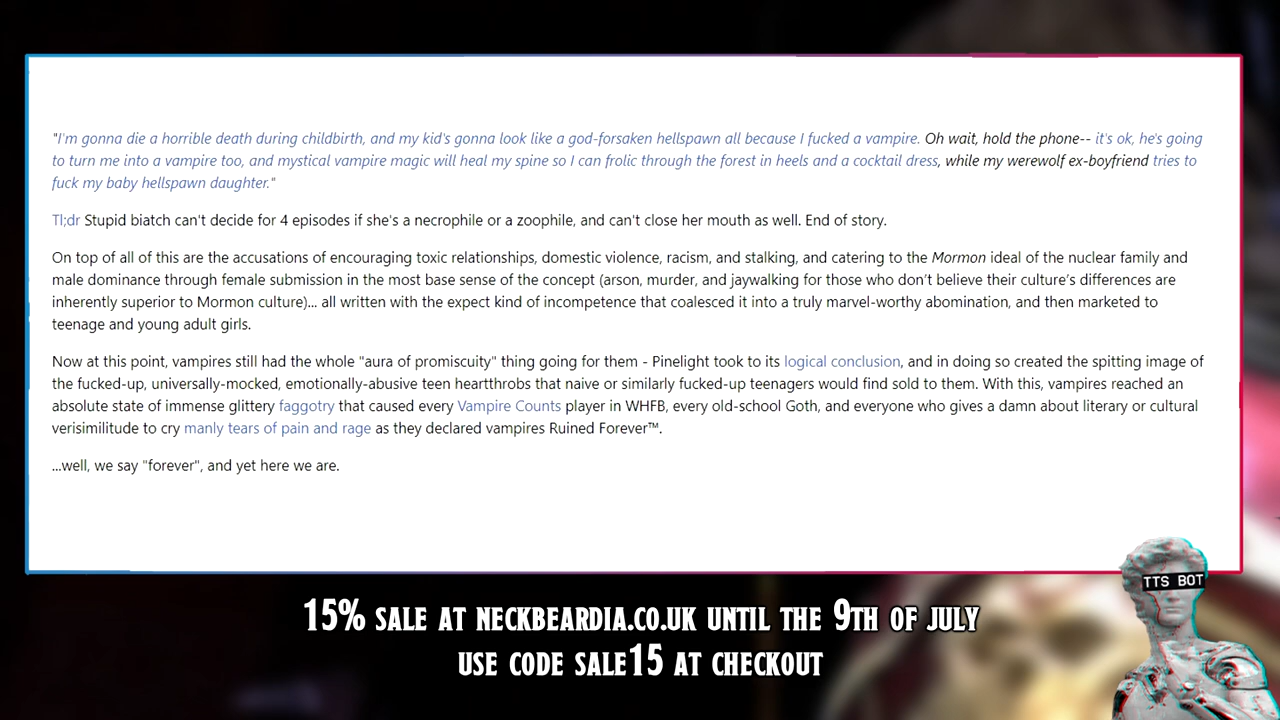 "I'm gonna die a horrible death during childbirth, and my kid's gonna look like a god-forsaken hellspawn all because I fucked a vampire. Oh wait, hold the phone-- it's ok, he's going
to turn me into a vampire too, and mystical vampire magic will heal my spine so I can frolic through the forest in heels and a cocktail dress, while my werewolf ex-boyfriend tries to
fuck my baby hellspawn daughter."
Tl;dr Stupid biatch can't decide for 4 episodes if she's a necrophile or a zoophile, and can't close her mouth as well. End of story.
On top of all of this are the accusations of encouraging toxic relationships, domestic violence, racism, and stalking, and catering to the Mormon ideal of the nuclear family and
male dominance through female submission in the most base sense of the concept (arson, murder, and jaywalking for those who don’t believe their culture’s differences are
inherently superior to Mormon culture)... all written with the expect kind of incompetence that coalesced it into a truly marvel-worthy abomination, and then marketed to
teenage and young adult girls.
Now at this point, vampires still had the whole "aura of promiscuity" thing going for them - Pinelight took to its logical conclusion, and in doing so created the spitting image of
the fucked-up, universally-mocked, emotionally-abusive teen heartthrobs that naive or similarly fucked-up teenagers would find sold to them. With this, vampires reached an
absolute state of immense glittery faggotry that caused every Vampire Counts player in WHFB, every old-school Goth, and everyone who gives a damn about literary or cultural
verisimilitude to cry manly tears of pain and rage as they declared vampires Ruined Forever™.
...well, we say "forever", and yet here we are.
TTS BOT
15% SALE AT NECKBEARDIA.CO.UK UNTIL THE 9TH OF JULY
USE CODE SALE15 AT CHECKOUT